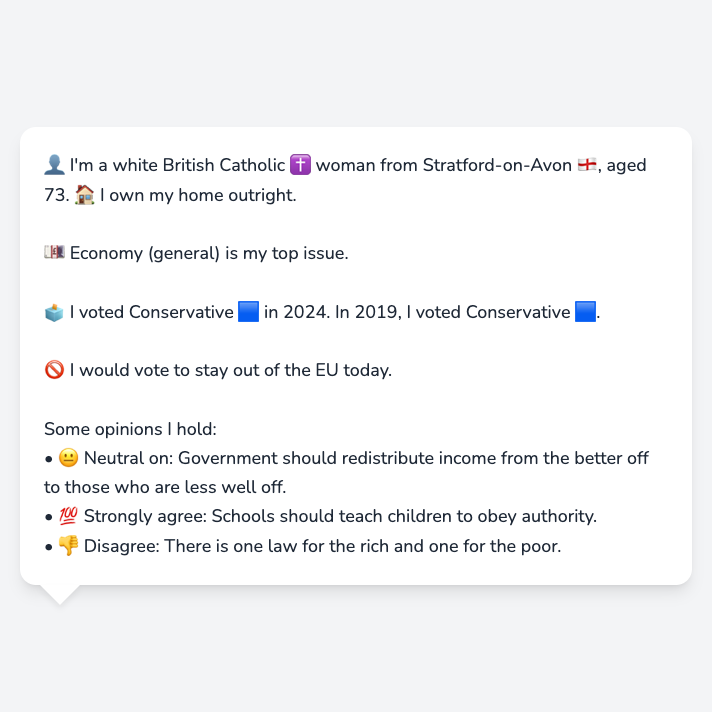 👤 I'm a white British Catholic ✝️ woman from Stratford-on-Avon 🏴󠁧󠁢󠁥󠁮󠁧󠁿, aged
73. 🏠 I own my home outright.
💷 Economy (general) is my top issue.
🗳️ I voted Conservative 🟦 in 2024. In 2019, I voted Conservative 🟦.
🚫 I would vote to stay out of the EU today.
Some opinions I hold:
• 😐 Neutral on: Government should redistribute income from the better off
to those who are less well off.
• 💯 Strongly agree: Schools should teach children to obey authority.
• 👎 Disagree: There is one law for the rich and one for the poor.